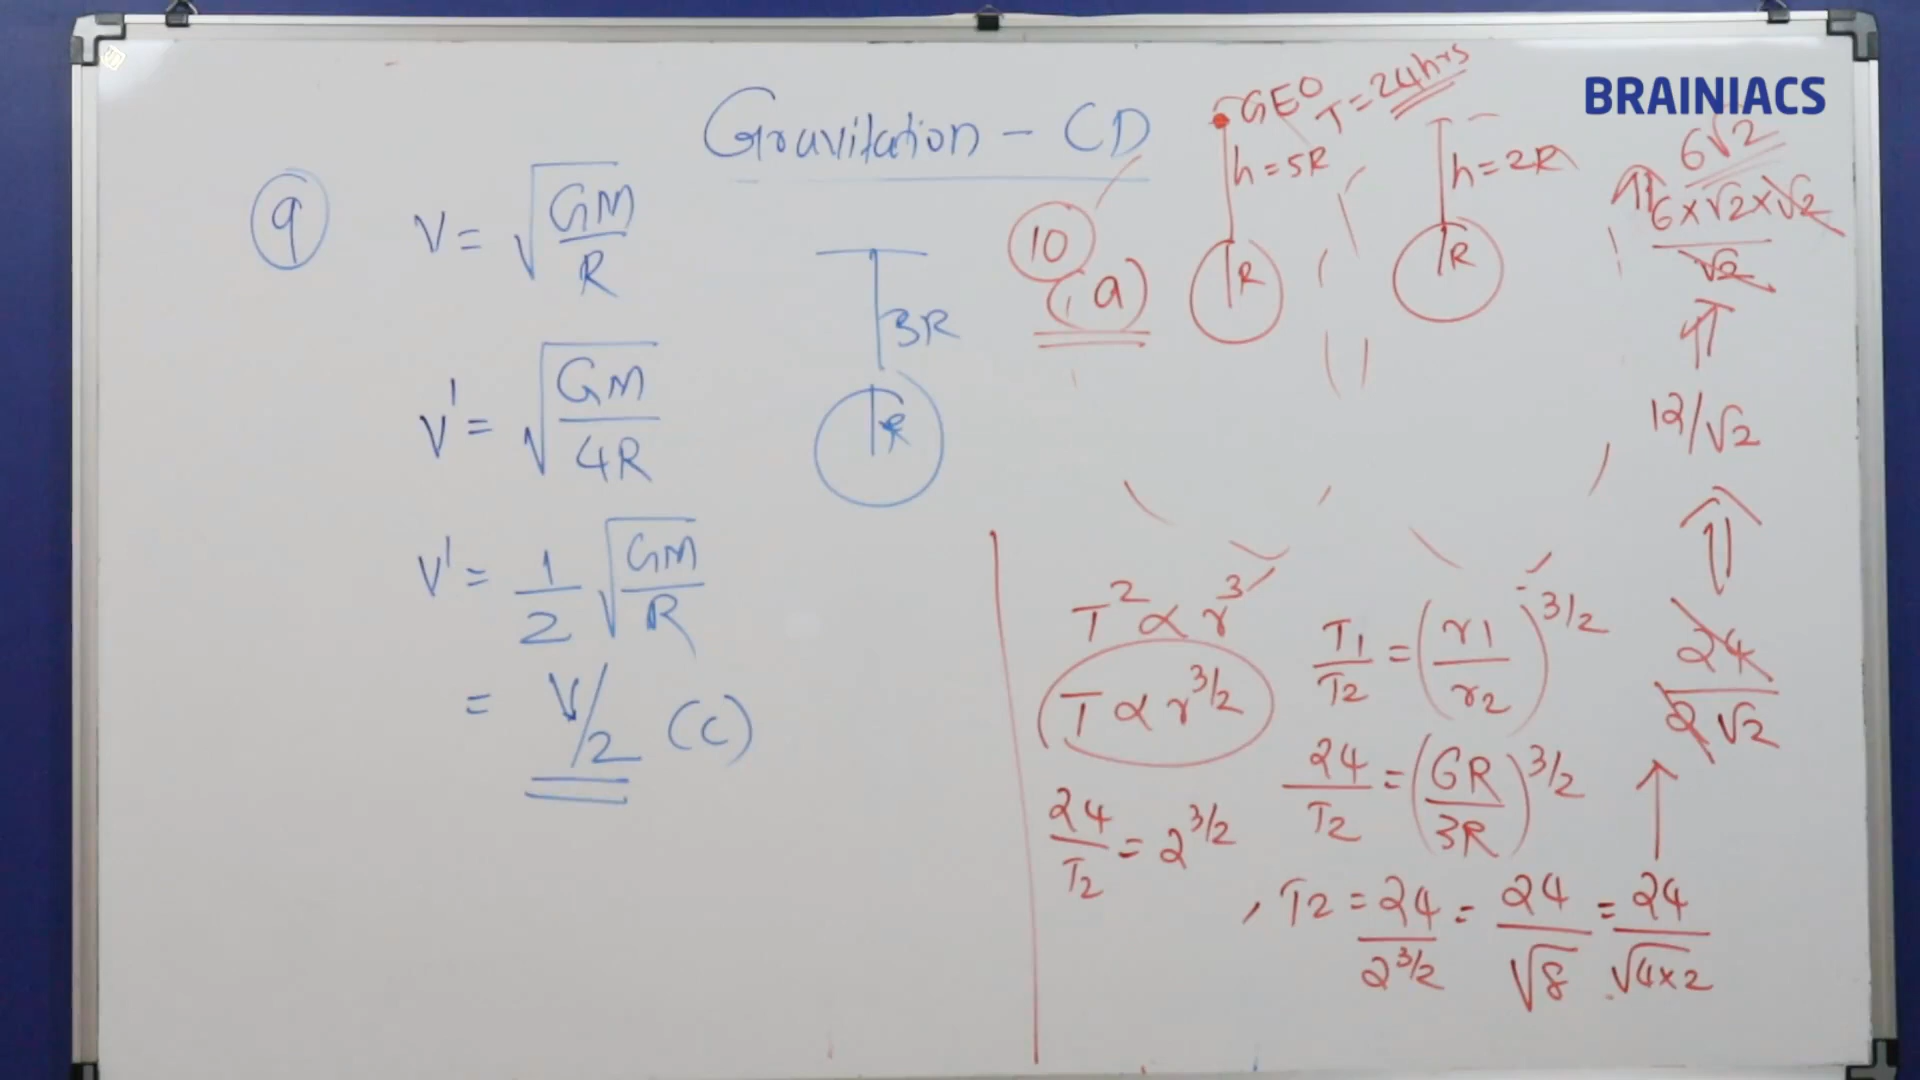 BRAINIACS
Gravitation - CD
9
V = √(GM/R)
3R
R
V' = √(GM/4R)
V' = 1/2 √(GM/R)
= V/2 (C)
10
(a)
GEO
T = 24hrs
h = 5R
R
h = 2R
R
T² ∝ r³
T ∝ r^3/2
24/T2 = 2^3/2
T1/T2 = (r1/r2)^3/2
24/T2 = (6R/3R)^3/2
T2 = 24/2^3/2 = 24/√8 = 24/√4×2
24/2√2
12/√2
6×√2×√2/√2
6√2